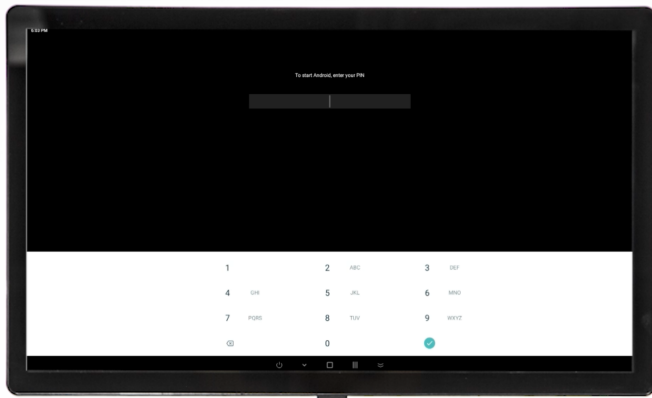 6:03 PM
To start Android, enter your PIN
1 2 ABC 3 DEF
4 GHI 5 JKL 6 MNO
7 PQRS 8 TUV 9 WXYZ
0